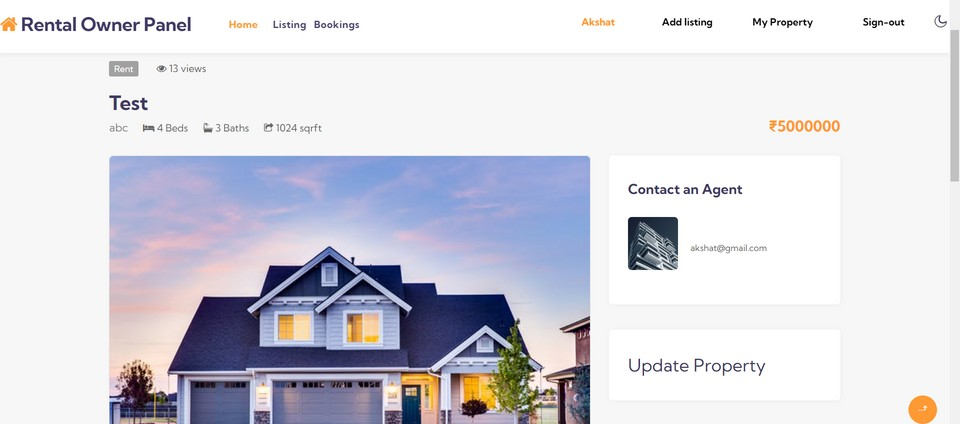 Rental Owner Panel Home Listing Bookings Akshat Add listing My Property Sign-out
Rent 13 views
Test
abc 4 Beds 3 Baths 1024 sqrft ₹5000000
Contact an Agent
akshat@gmail.com
Update Property